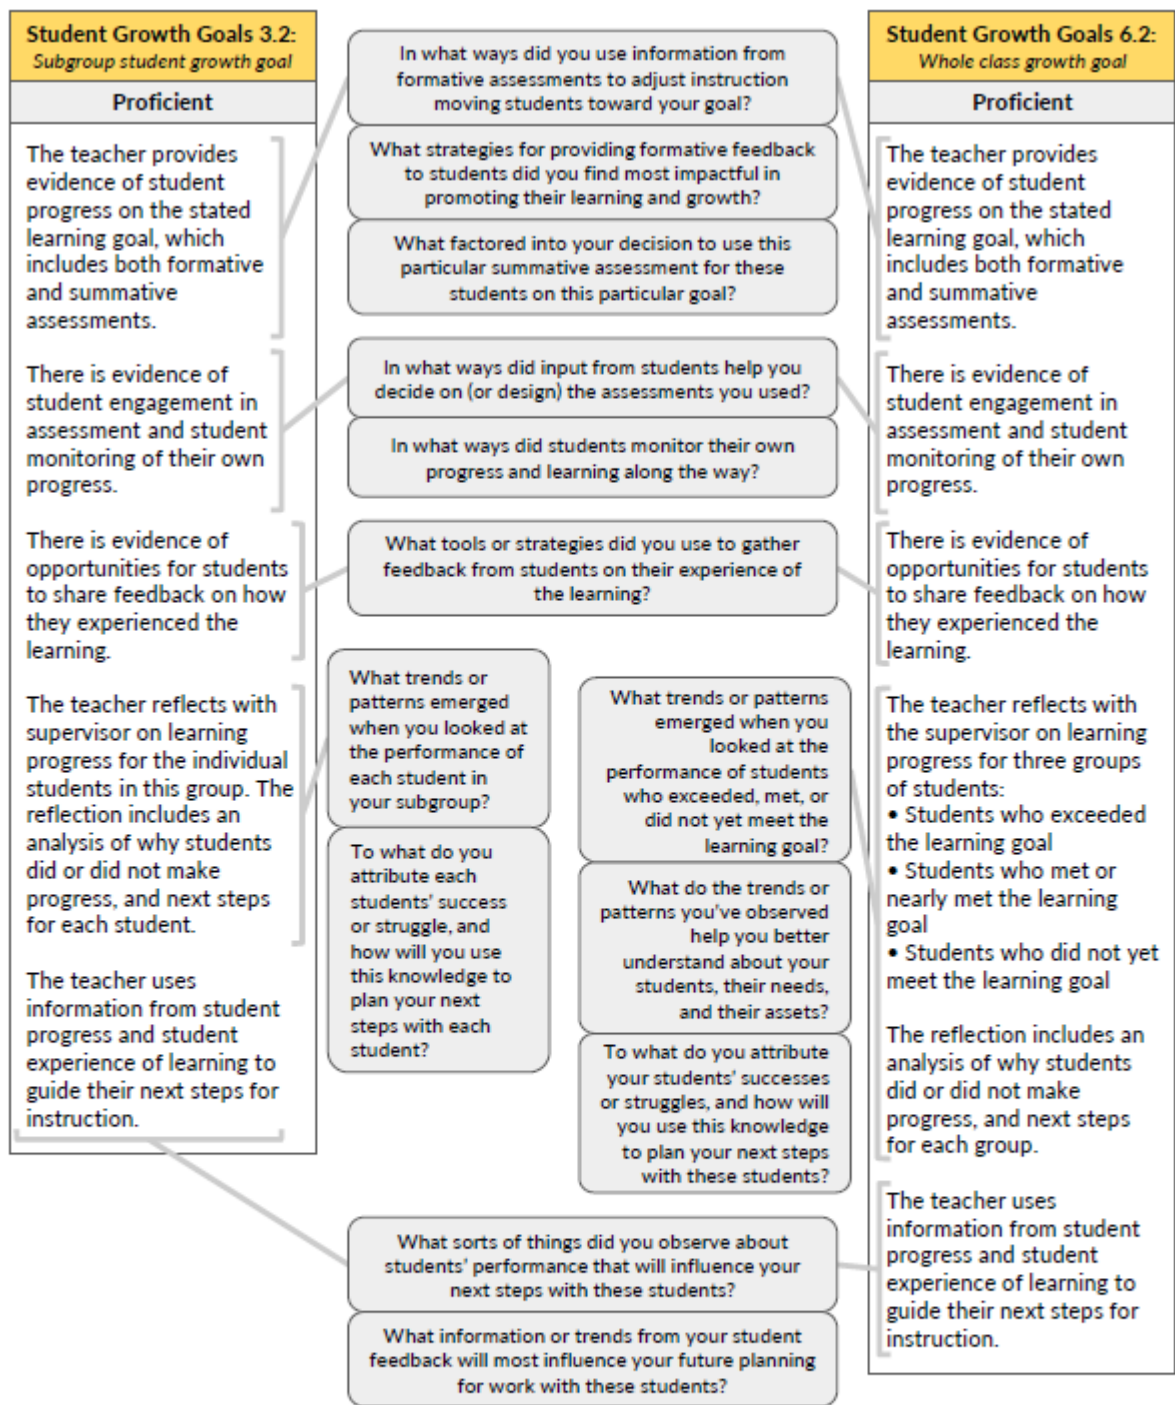 Student Growth Goals 3.2:
Subgroup student growth goal
Proficient
The teacher provides
evidence of student
progress on the stated
learning goal, which
includes both formative
and summative
assessments.
There is evidence of
student engagement in
assessment and student
monitoring of their own
progress.
There is evidence of
opportunities for students
to share feedback on how
they experienced the
learning.
The teacher reflects with
supervisor on learning
progress for the individual
students in this group. The
reflection includes an
analysis of why students
did or did not make
progress, and next steps
for each student.
The teacher uses
information from student
progress and student
experience of learning to
guide their next steps for
instruction.
In what ways did you use information from
formative assessments to adjust instruction
moving students toward your goal?
What strategies for providing formative feedback
to students did you find most impactful in
promoting their learning and growth?
What factored into your decision to use this
particular summative assessment for these
students on this particular goal?
In what ways did input from students help you
decide on (or design) the assessments you used?
In what ways did students monitor their own
progress and learning along the way?
What tools or strategies did you use to gather
feedback from students on their experience of
the learning?
What trends or
patterns emerged
when you looked at
the performance of
each student in
your subgroup?
To what do you
attribute each
students' success
or struggle, and
how will you use
this knowledge to
plan your next
steps with each
student?
What trends or patterns
emerged when you
looked at the
performance of students
who exceeded, met, or
did not yet meet the
learning goal?
What do the trends or
patterns you've observed
help you better
understand about your
students, their needs,
and their assets?
To what do you attribute
your students' successes
or struggles, and how will
you use this knowledge
to plan your next steps
with these students?
What sorts of things did you observe about
students' performance that will influence your
next steps with these students?
What information or trends from your student
feedback will most influence your future planning
for work with these students?
Student Growth Goals 6.2:
Whole class growth goal
Proficient
The teacher provides
evidence of student
progress on the stated
learning goal, which
includes both formative
and summative
assessments.
There is evidence of
student engagement in
assessment and student
monitoring of their own
progress.
There is evidence of
opportunities for students
to share feedback on how
they experienced the
learning.
The teacher reflects with
the supervisor on learning
progress for three groups
of students:
• Students who exceeded
the learning goal
• Students who met or
nearly met the learning
goal
• Students who did not yet
meet the learning goal
The reflection includes an
analysis of why students
did or did not make
progress, and next steps
for each group.
The teacher uses
information from student
progress and student
experience of learning to
guide their next steps for
instruction.